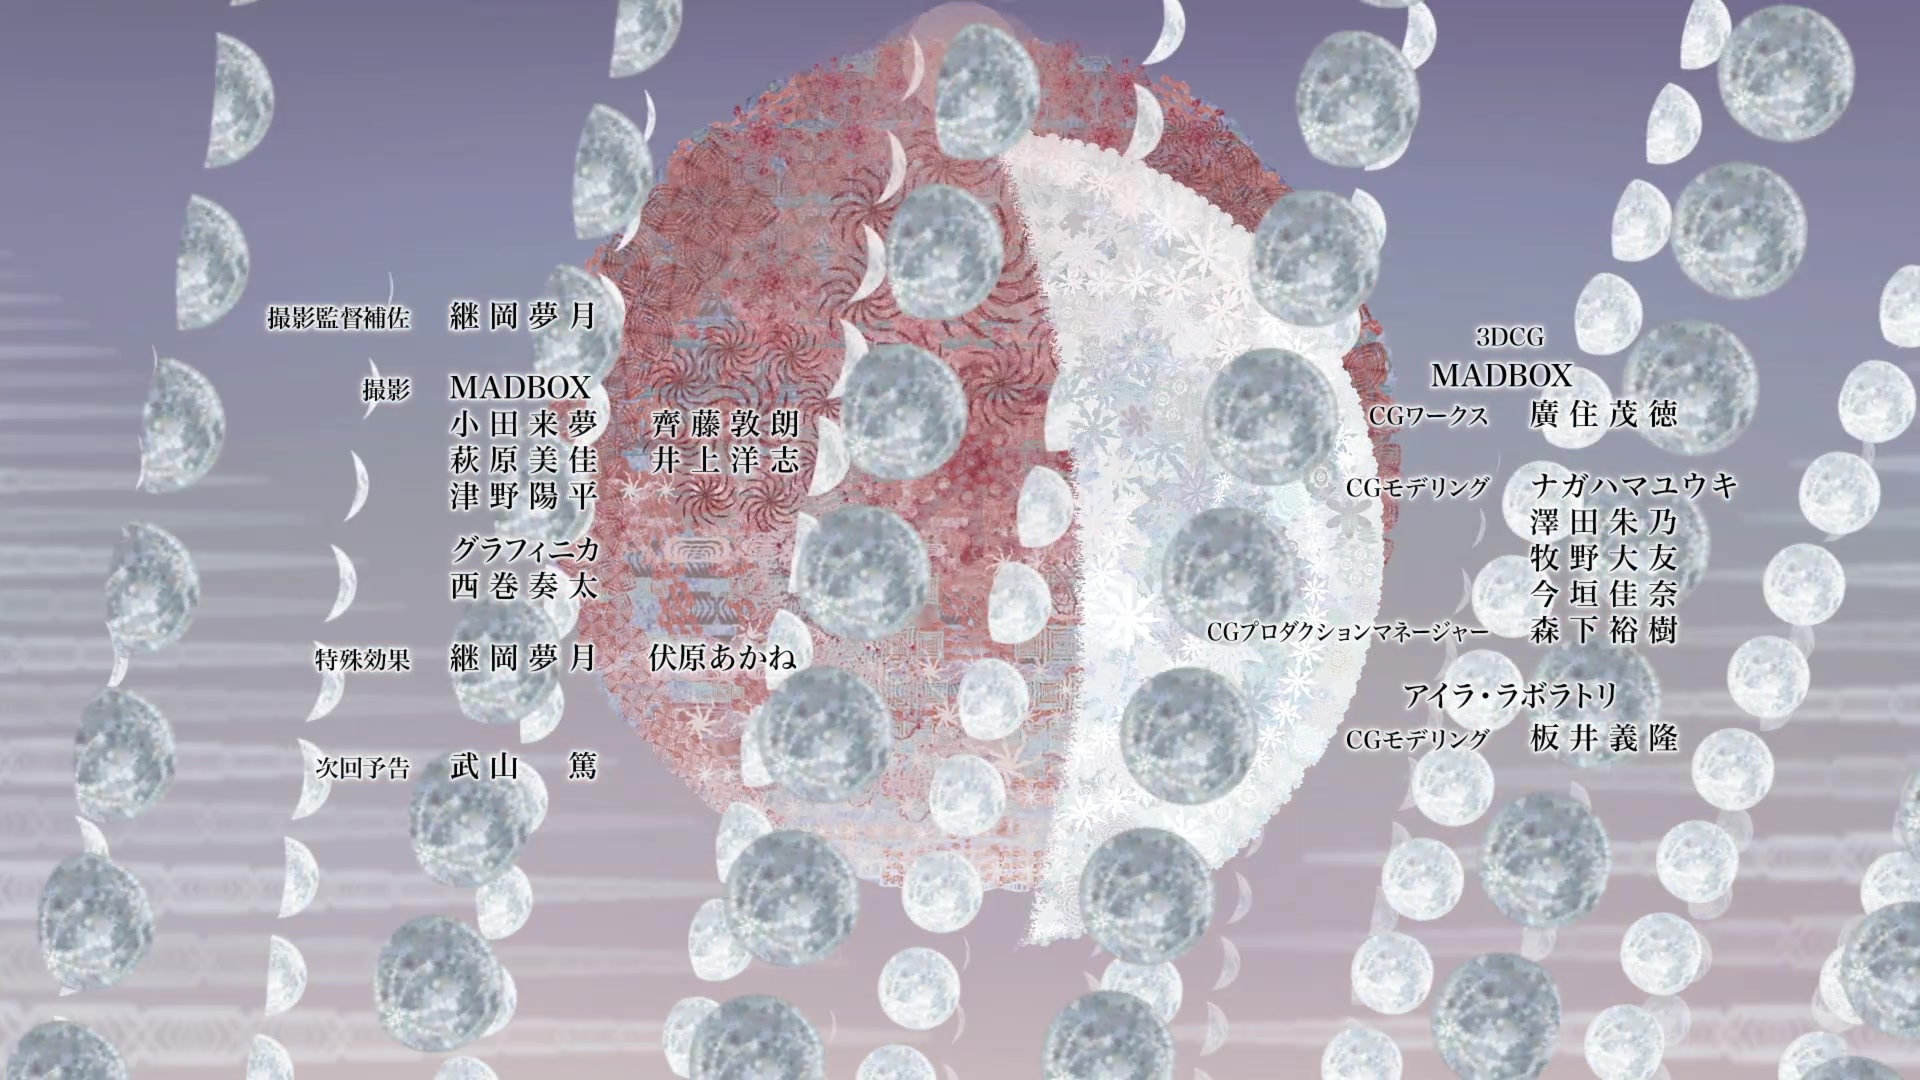 撮影監督補佐 継岡夢月
撮影 MADBOX
小田来夢 齊藤敦朗
萩原美佳 井上洋志
津野陽平
グラフィニカ
西巻奏太
特殊効果 継岡夢月 伏原あかね
次回予告 武山 篤
3DCG
MADBOX
CGワークス 廣住茂徳
CGモデリング ナガハマユウキ
澤田朱乃
牧野大友
今垣佳奈
CGプロダクションマネージャー 森下裕樹
アイラ・ラボラトリ
CGモデリング 板井義隆